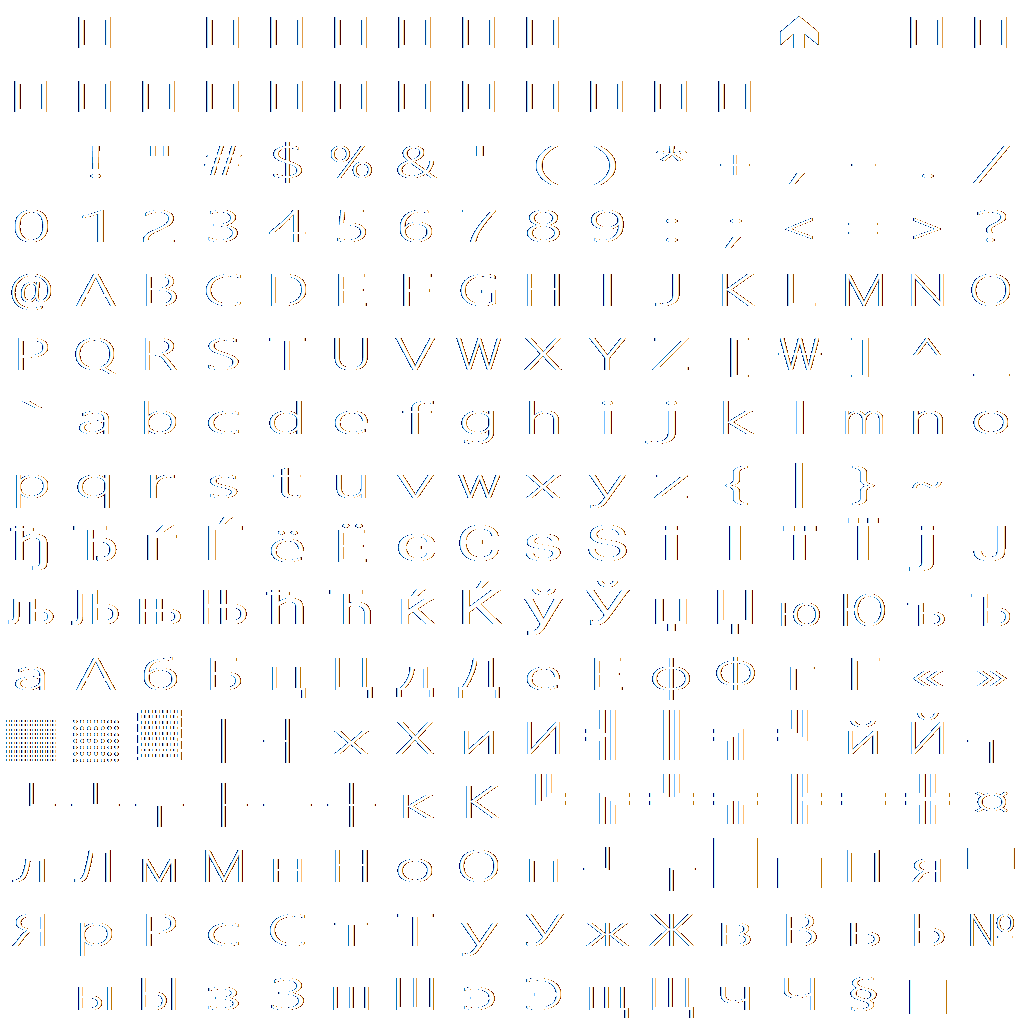 ! " # $ % & ' ( ) * + , - . /
0 1 2 3 4 5 6 7 8 9 : ; < = > ?
@ A B C D E F G H I J K L M N O
P Q R S T U V W X Y Z [ ₩ ] ^ _
` a b c d e f g h i j k l m n o
p q r s t u v w x y z { | } ~
ђ Ђ ѓ Ѓ ё Ё є Є ѕ Ѕ і І ї Ї ј Ј
љ Љ њ Њ ћ Ћ ќ Ќ ў Ў џ Џ ю Ю ъ Ъ
а А б Б ц Ц д Д е Е ф Ф г Г « »
░ ▒ ▓ │ ┤ х Х и И ╣ ║ ╗ ╝ й Й ┐
└ ┴ ┬ ├ ─ ┼ к К ╚ ╔ ╩ ╦ ╠ ═ ╬ ¤
л Л м М н Н о О п ┘ ┌ █ ▄ П я ▀
Я р Р с С т Т у У ж Ж в В ь Ь №
ы Ы з З ш Ш э Э щ Щ ч Ч § ■